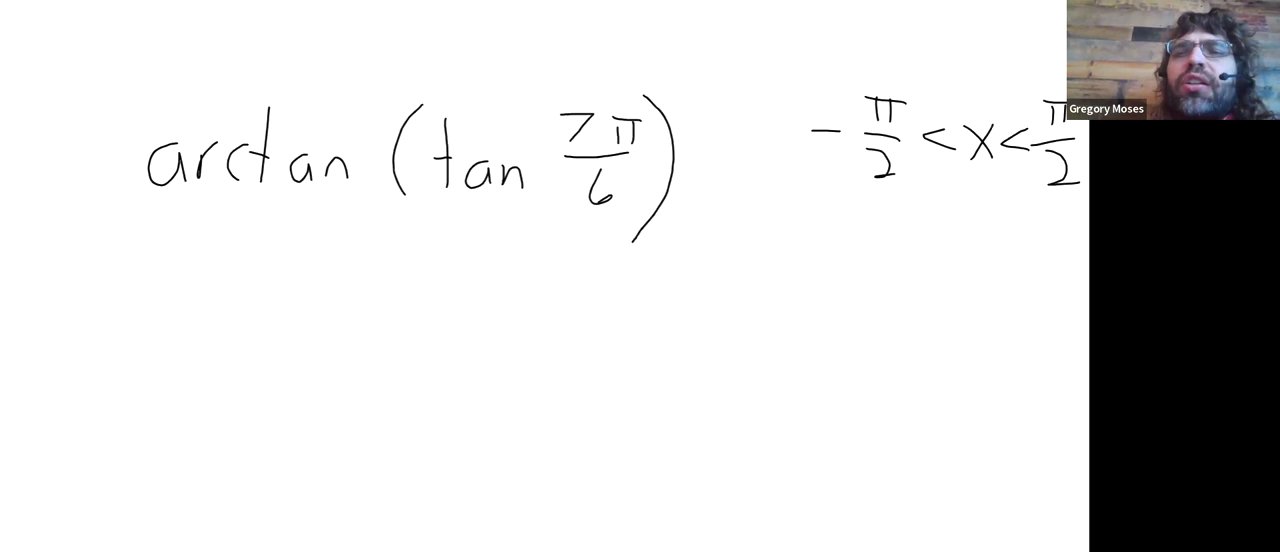 arctan (tan 7π/6) - π/2 < x < π/2
Gregory Moses